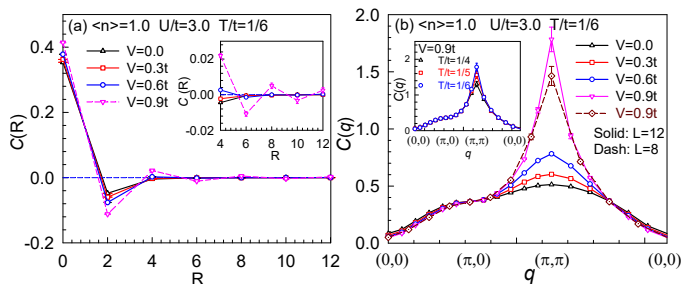 (a) <n>=1.0 U/t=3.0 T/t=1/6
C(R)
0.4
0.2
0.0
-0.2
0 2 4 6 8 10 12
R
V=0.0
V=0.3t
V=0.6t
V=0.9t
C(R)
0.02
0.00
-0.02
4 6 8 10 12
R
(b) <n>=1.0 U/t=3.0 T/t=1/6
C(q)
2.0
1.5
1.0
0.5
0.0
(0,0) (π,0) (π,π) (0,0)
q
V=0.0
V=0.3t
V=0.6t
V=0.9t
V=0.9t
Solid: L=12
Dash: L=8
V=0.9t
T/t=1/4
T/t=1/5
T/t=1/6
C(q)
2
1
0
(0,0) (π,0) (π,π) (0,0)
q